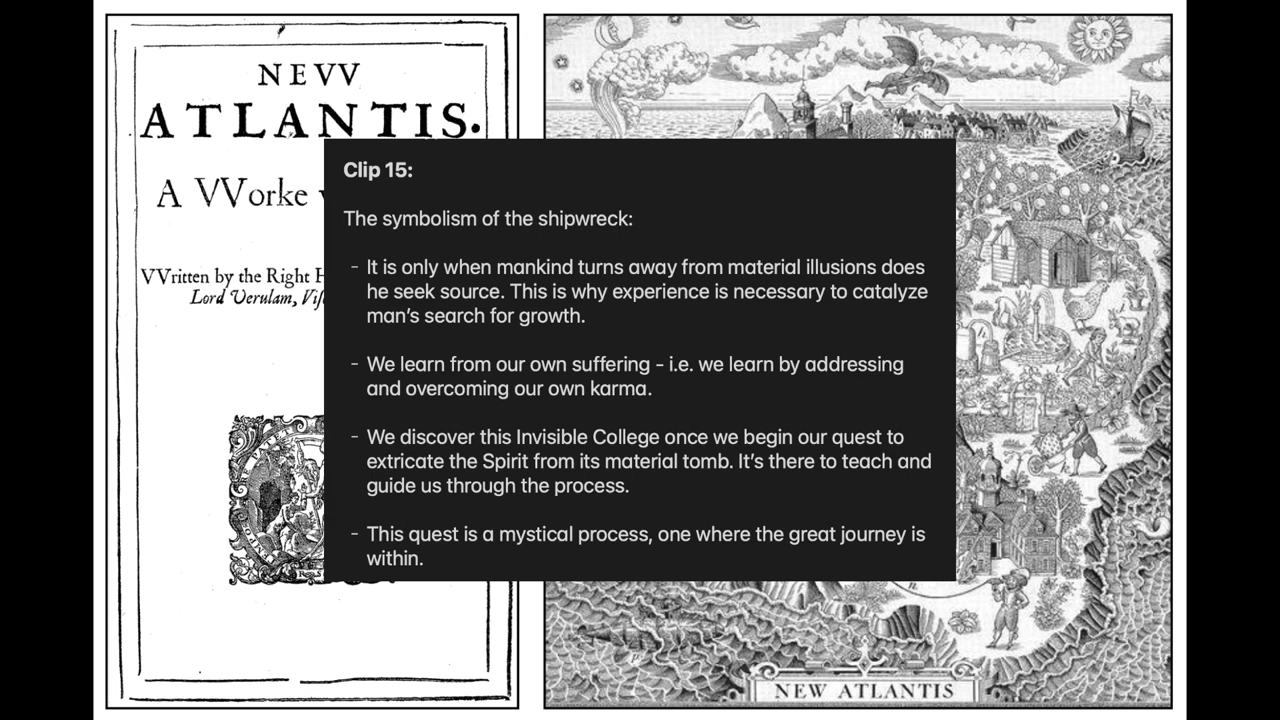 NEVV
ATLANTIS.
A VVorke
VVritten by the Right
Lord Verulam,
Clip 15:
The symbolism of the shipwreck:
- It is only when mankind turns away from material illusions does
he seek source. This is why experience is necessary to catalyze
man's search for growth.
- We learn from our own suffering - i.e. we learn by addressing
and overcoming our own karma.
- We discover this Invisible College once we begin our quest to
extricate the Spirit from its material tomb. It's there to teach and
guide us through the process.
- This quest is a mystical process, one where the great journey is
within.
NEW ATLANTIS